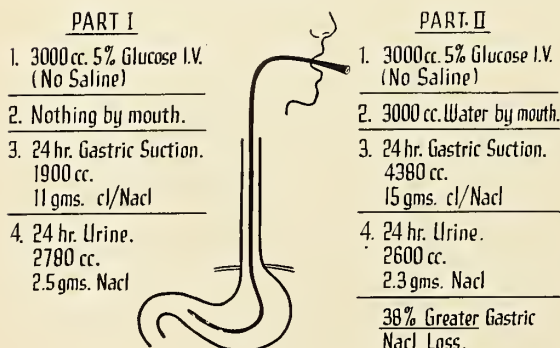 PART I
1. 3000cc. 5% Glucose I.V.
(No Saline)
2. Nothing by mouth.
3. 24 hr. Gastric Suction.
1900 cc.
11 gms. cl/Nacl
4. 24 hr. Urine.
2780 cc.
2.5 gms. Nacl
PART. II
1. 3000 cc. 5% Glucose I.V.
(No Saline)
2. 3000 cc. Water by mouth.
3. 24 hr. Gastric Suction.
4380 cc.
15 gms. cl/Nacl
4. 24 hr. Urine.
2600 cc.
2.3 gms. Nacl
38% Greater Gastric
Nacl Loss.